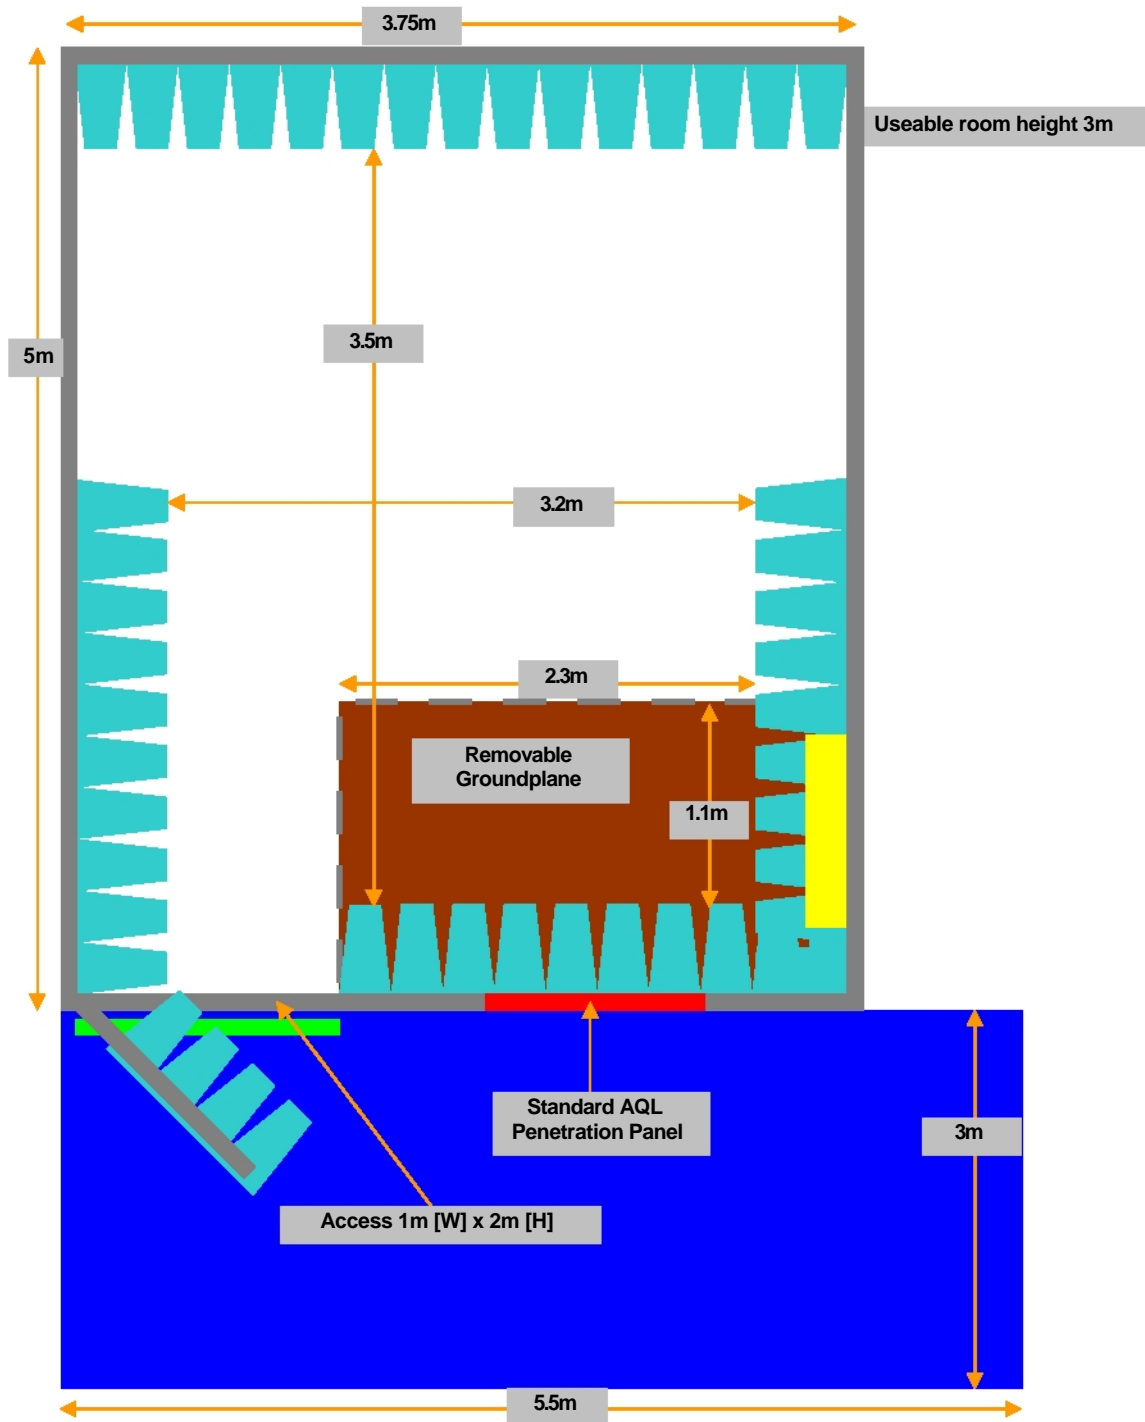 3.75m
Useable room height 3m
3.5m
5m
3.2m
2.3m
Removable
Groundplane
1.1m
Standard AQL
Penetration Panel
3m
Access 1m [W] x 2m [H]
5.5m